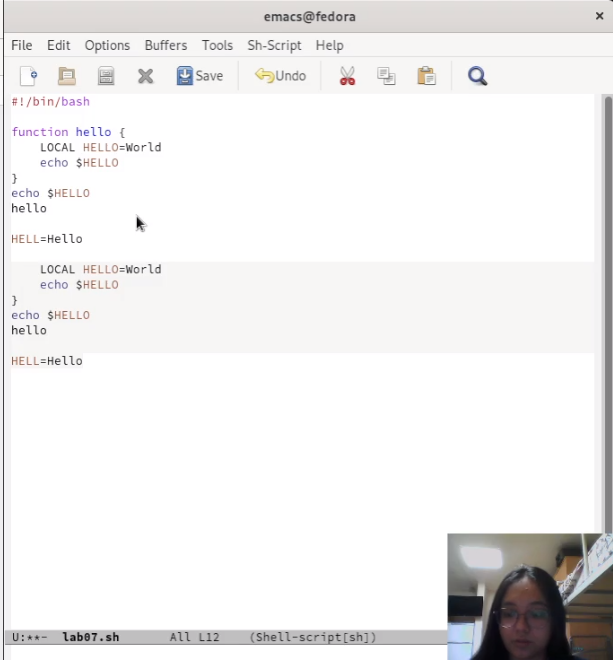 emacs@fedora ×
File Edit Options Buffers Tools Sh-Script Help
Save Undo
#!/bin/bash
function hello {
    LOCAL HELLO=World
    echo $HELLO
}
echo $HELLO
hello
HELL=Hello
    LOCAL HELLO=World
    echo $HELLO
}
echo $HELLO
hello
HELL=Hello
U:**- lab07.sh All L12 (Shell-script[sh])